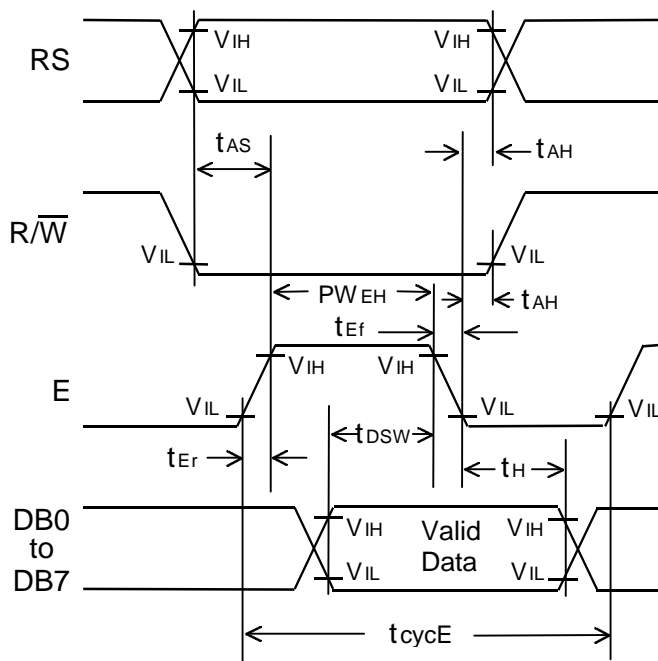 RS
VIH
VIH
VIL
VIL
tAS
tAH
R/W̅
VIL
VIL
PWEH
tAH
tEf
E
VIH
VIH
VIL
VIL
tDSW
tEr
tH
DB0
to
DB7
VIH
Valid
Data
VIH
VIL
VIL
tcycE